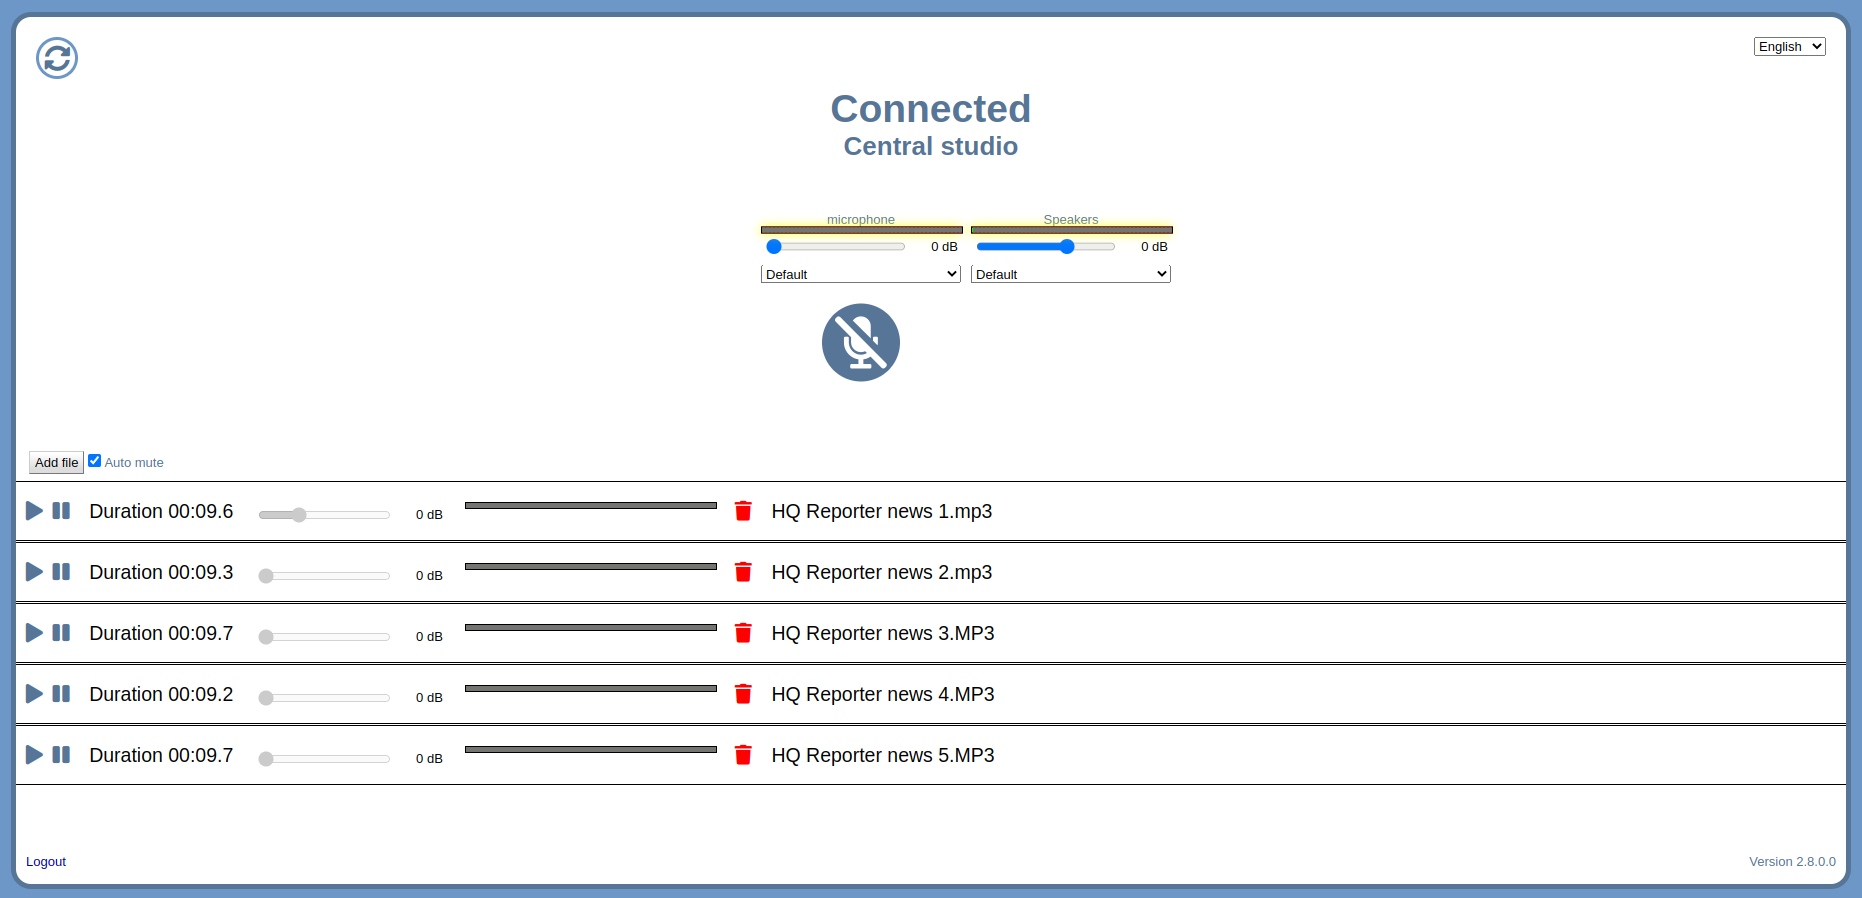 English
Connected
Central studio
microphone Speakers
0 dB 0 dB
Default Default
Add file Auto mute
Duration 00:09.6 0 dB HQ Reporter news 1.mp3
Duration 00:09.3 0 dB HQ Reporter news 2.mp3
Duration 00:09.7 0 dB HQ Reporter news 3.MP3
Duration 00:09.2 0 dB HQ Reporter news 4.MP3
Duration 00:09.7 0 dB HQ Reporter news 5.MP3
Logout Version 2.8.0.0